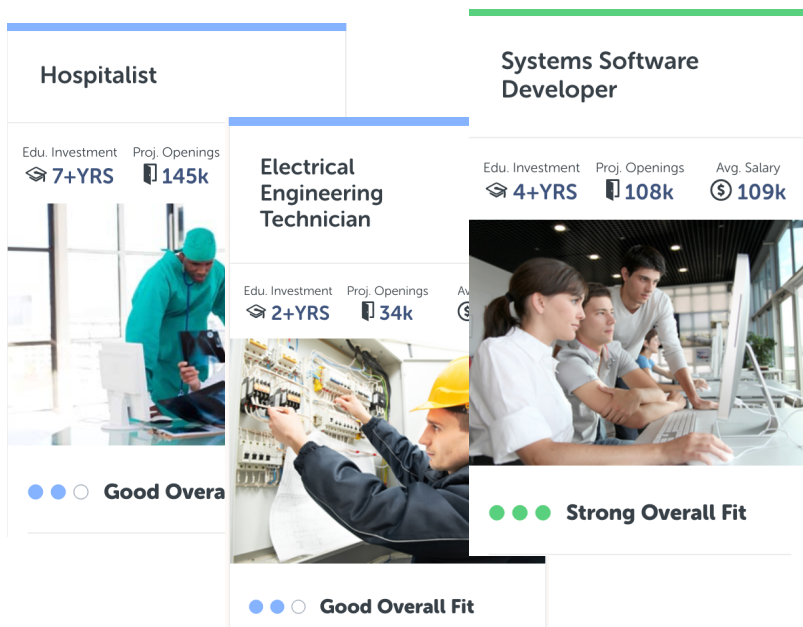 Hospitalist
Edu. Investment Proj. Openings
7+YRS 145k
Good Overa
Electrical
Engineering
Technician
Edu. Investment Proj. Openings Av
2+YRS 34k
Good Overall Fit
Systems Software
Developer
Edu. Investment Proj. Openings Avg. Salary
4+YRS 108k $ 109k
Strong Overall Fit